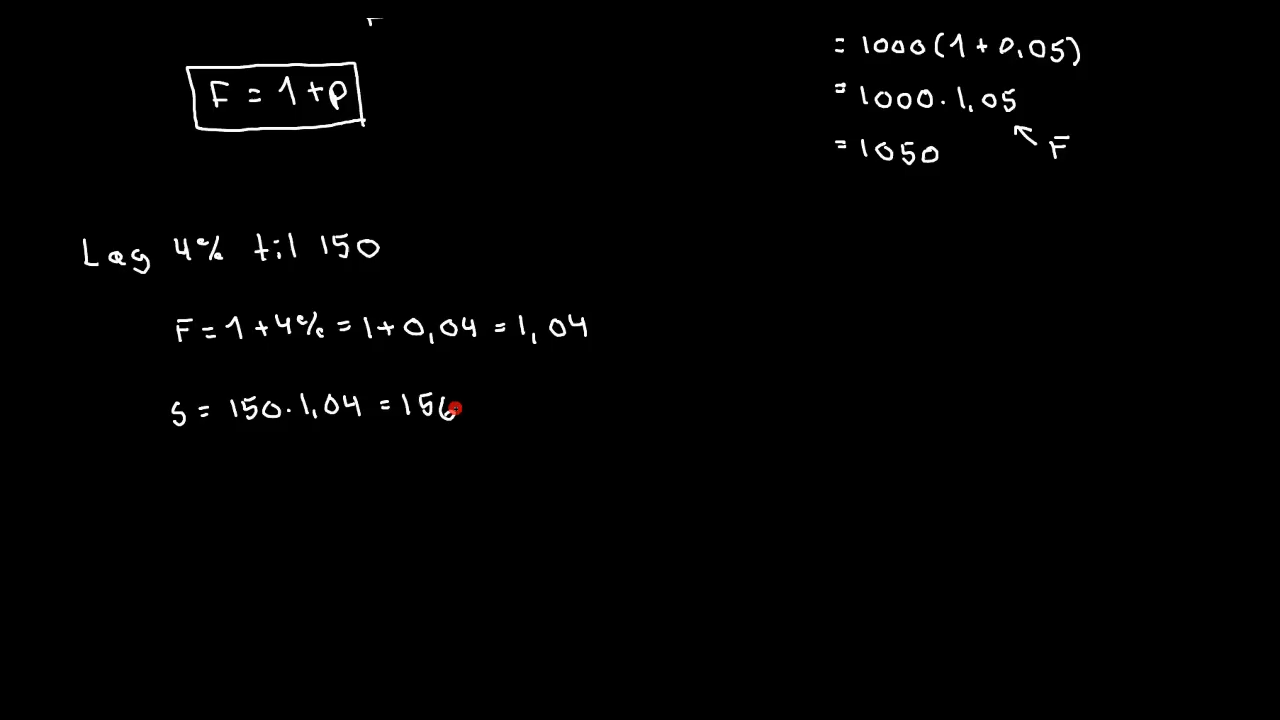 F = 1+p
= 1000(1 + 0,05)
= 1000 · 1,05
= 1050
F
Læg 4% til 150
F = 1 + 4% = 1 + 0,04 = 1,04
S = 150 · 1,04 = 156